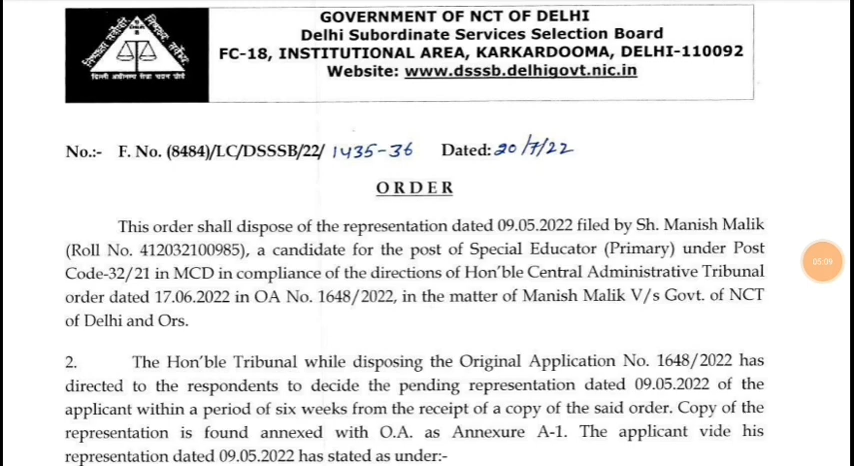 GOVERNMENT OF NCT OF DELHI
Delhi Subordinate Services Selection Board
FC-18, INSTITUTIONAL AREA, KARKARDOOMA, DELHI-110092
Website: www.dsssb.delhigovt.nic.in
No.:- F. No. (8484)/LC/DSSSB/22/ 1435-36 Dated: 20/7/22
ORDER
This order shall dispose of the representation dated 09.05.2022 filed by Sh. Manish Malik
(Roll No. 412032100985), a candidate for the post of Special Educator (Primary) under Post
Code-32/21 in MCD in compliance of the directions of Hon'ble Central Administrative Tribunal
order dated 17.06.2022 in OA No. 1648/2022, in the matter of Manish Malik V/s Govt. of NCT
of Delhi and Ors.
2. The Hon'ble Tribunal while disposing the Original Application No. 1648/2022 has
directed to the respondents to decide the pending representation dated 09.05.2022 of the
applicant within a period of six weeks from the receipt of a copy of the said order. Copy of the
representation is found annexed with O.A. as Annexure A-1. The applicant vide his
representation dated 09.05.2022 has stated as under:-
05:09